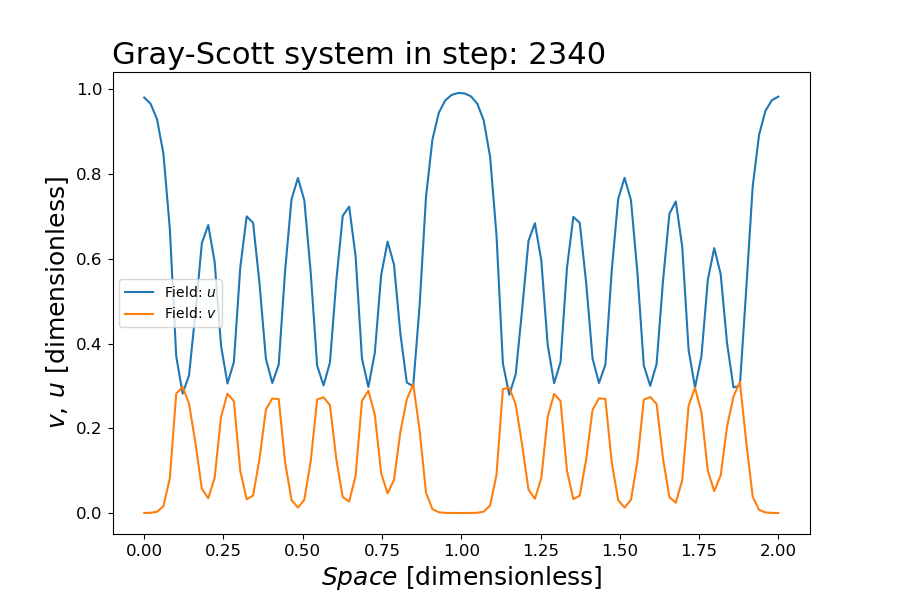 Gray-Scott system in step: 2340
v, u [dimensionless]
1.0
0.8
0.6
0.4
0.2
0.0
Field: u
Field: v
0.00 0.25 0.50 0.75 1.00 1.25 1.50 1.75 2.00
Space [dimensionless]